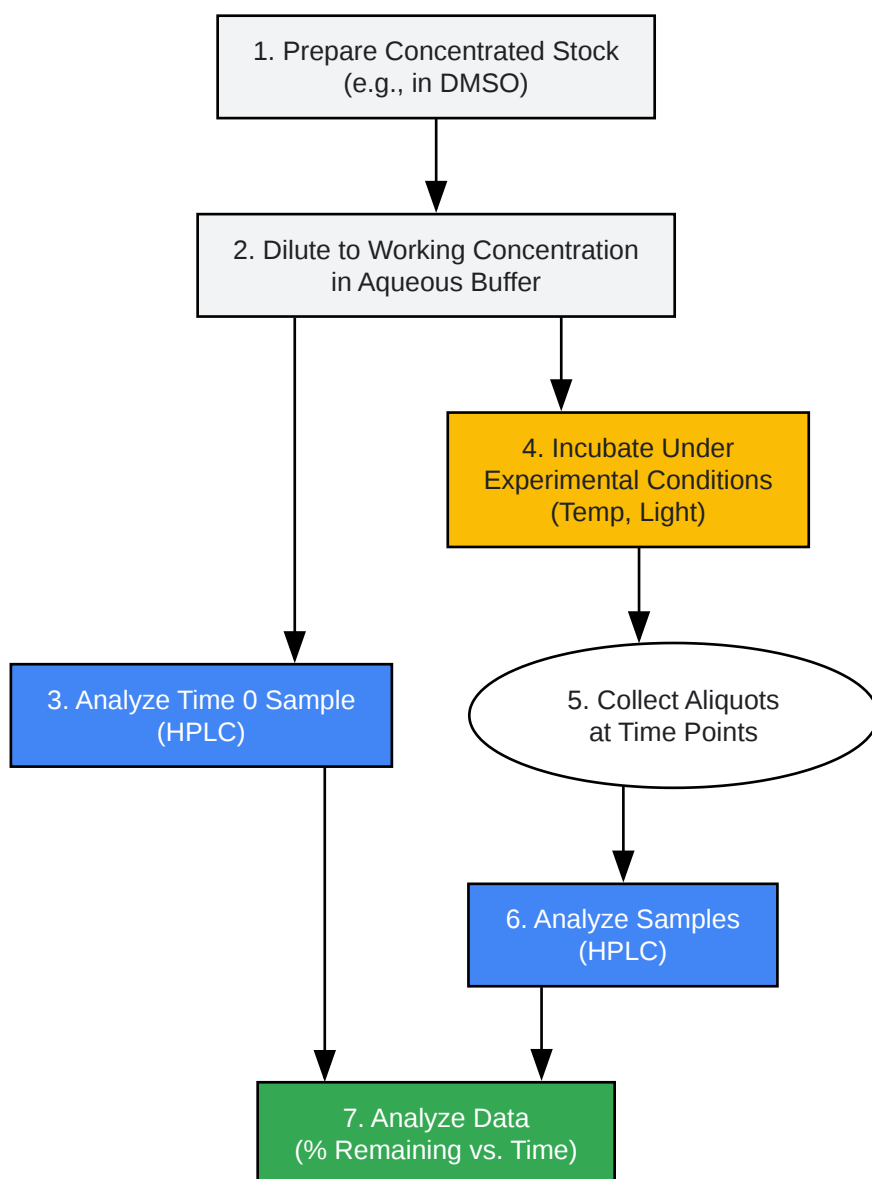 1. Prepare Concentrated Stock
(e.g., in DMSO)
2. Dilute to Working Concentration
in Aqueous Buffer
4. Incubate Under
Experimental Conditions
(Temp, Light)
3. Analyze Time 0 Sample
(HPLC)
5. Collect Aliquots
at Time Points
6. Analyze Samples
(HPLC)
7. Analyze Data
(% Remaining vs. Time)